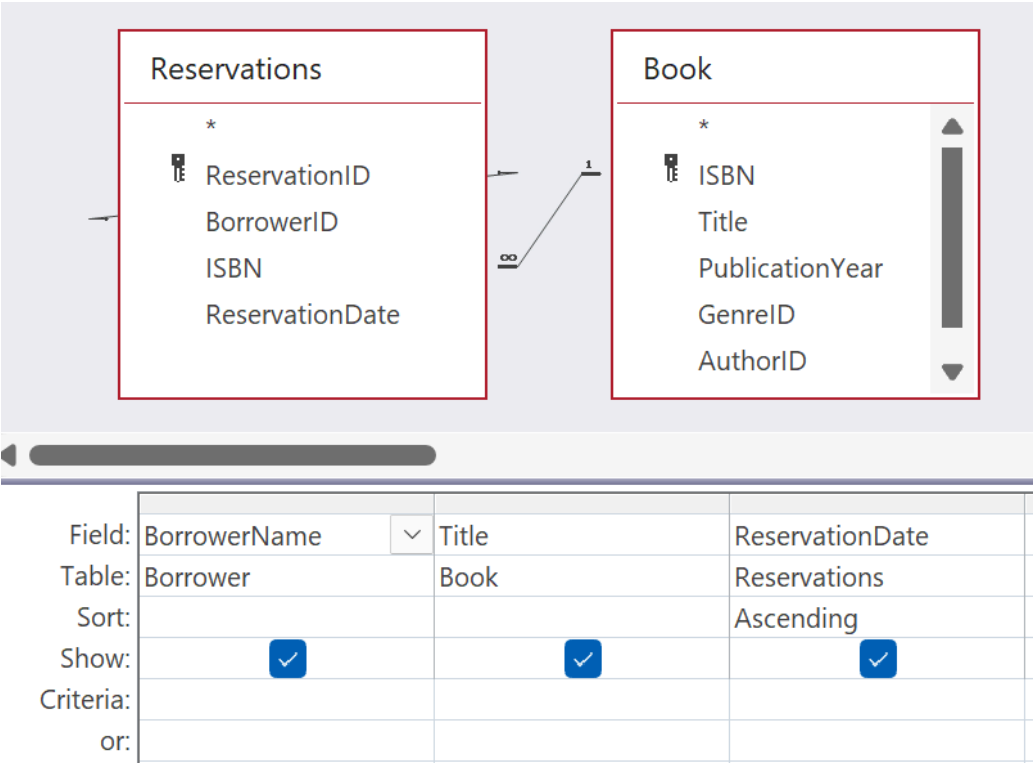 Reservations
*
ReservationID
BorrowerID
ISBN
ReservationDate
1
∞
Book
*
ISBN
Title
PublicationYear
GenreID
AuthorID
Field: BorrowerName Title ReservationDate
Table: Borrower Book Reservations
Sort: Ascending
Show:
Criteria:
or: